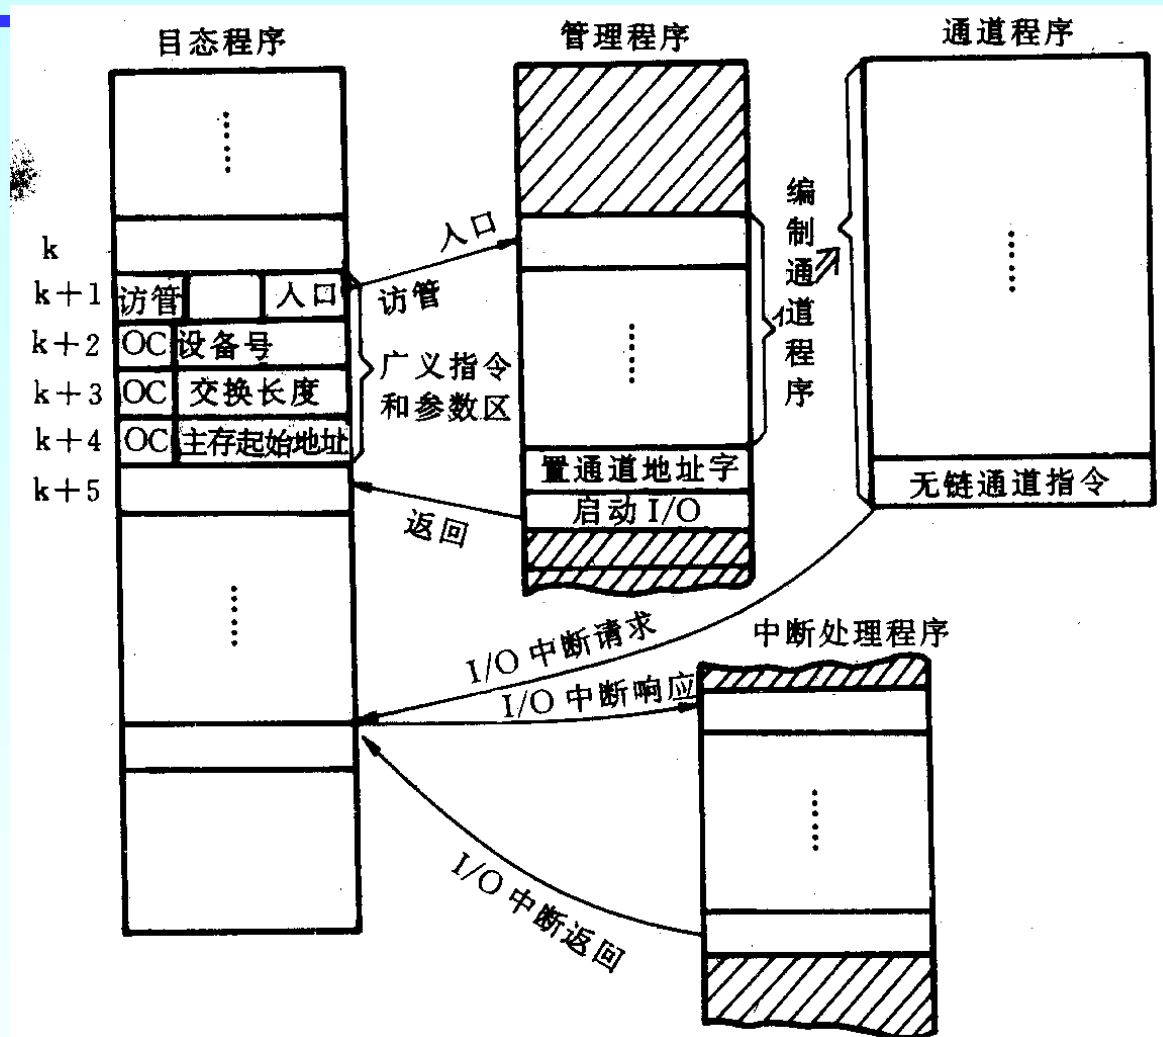 目态程序
管理程序
通道程序
······
k
k+1 访管 入口
k+2 OC 设备号
k+3 OC 交换长度
k+4 OC 主存起始地址
k+5
······
入口
访管
广义指令
和参数区
返回
······
置通道地址字
启动 I/O
编制通道程序
······
无链通道指令
I/O 中断请求
I/O 中断响应
I/O 中断返回
中断处理程序
······